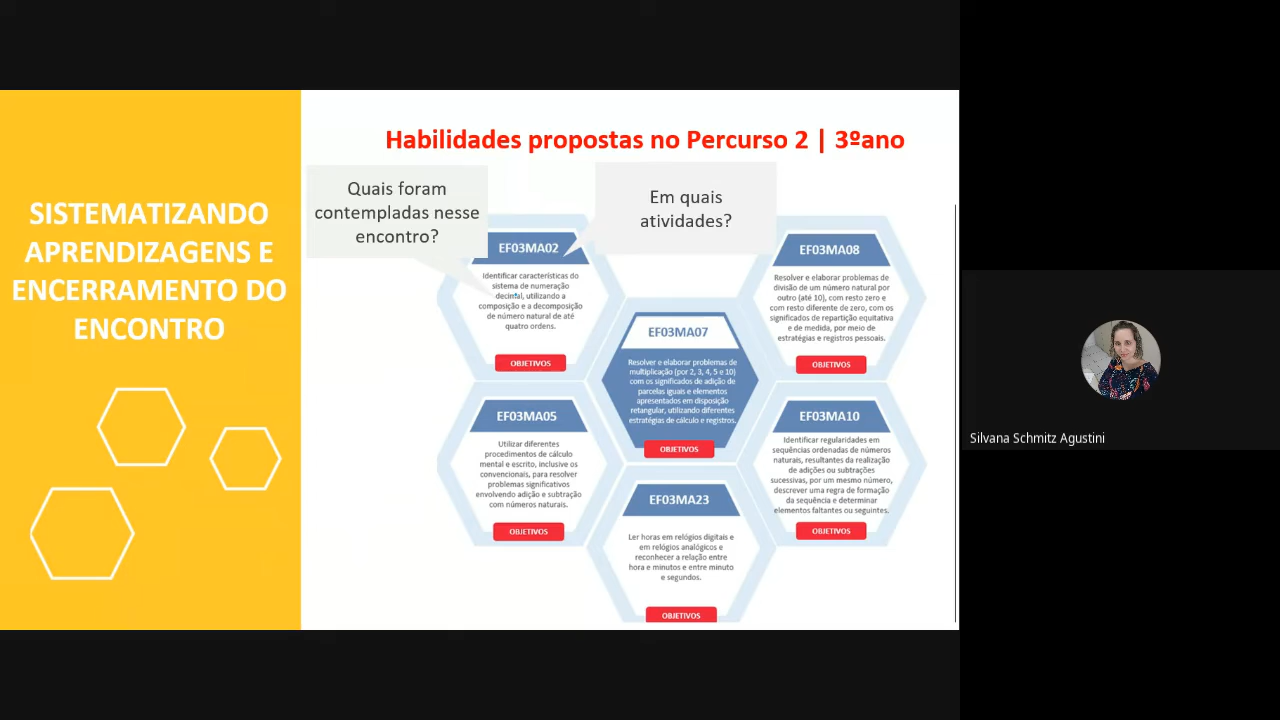 SISTEMATIZANDO
APRENDIZAGENS E
ENCERRAMENTO DO
ENCONTRO
Habilidades propostas no Percurso 2 | 3ºano
Quais foram
contempladas nesse
encontro?
Em quais
atividades?
EF03MA02
Identificar características do
sistema de numeração
decimal, utilizando a
composição e a decomposição
de número natural de até
quatro ordens.
OBJETIVOS
EF03MA07
Resolver e elaborar problemas de
multiplicação (por 2, 3, 4, 5 e 10)
com os significados de adição de
parcelas iguais e elementos
apresentados em disposição
retangular, utilizando diferentes
estratégias de cálculo e registros.
OBJETIVOS
EF03MA08
Resolver e elaborar problemas de
divisão de um número natural por
outro (até 10), com resto zero e
com resto diferente de zero, com os
significados de repartição equitativa
e de medida, por meio de
estratégias e registros pessoais.
OBJETIVOS
EF03MA05
Utilizar diferentes
procedimentos de cálculo
mental e escrito, inclusive os
convencionais, para resolver
problemas significativos
envolvendo adição e subtração
com números naturais.
OBJETIVOS
EF03MA23
Ler horas em relógios digitais e
em relógios analógicos e
reconhecer a relação entre
hora e minutos e entre minuto
e segundos.
OBJETIVOS
EF03MA10
Identificar regularidades em
sequências ordenadas de números
naturais, resultantes da realização
de adições ou subtrações
sucessivas, por um mesmo número,
descrever uma regra de formação
da sequência e determinar
elementos faltantes ou seguintes.
OBJETIVOS
Silvana Schmitz Agustini